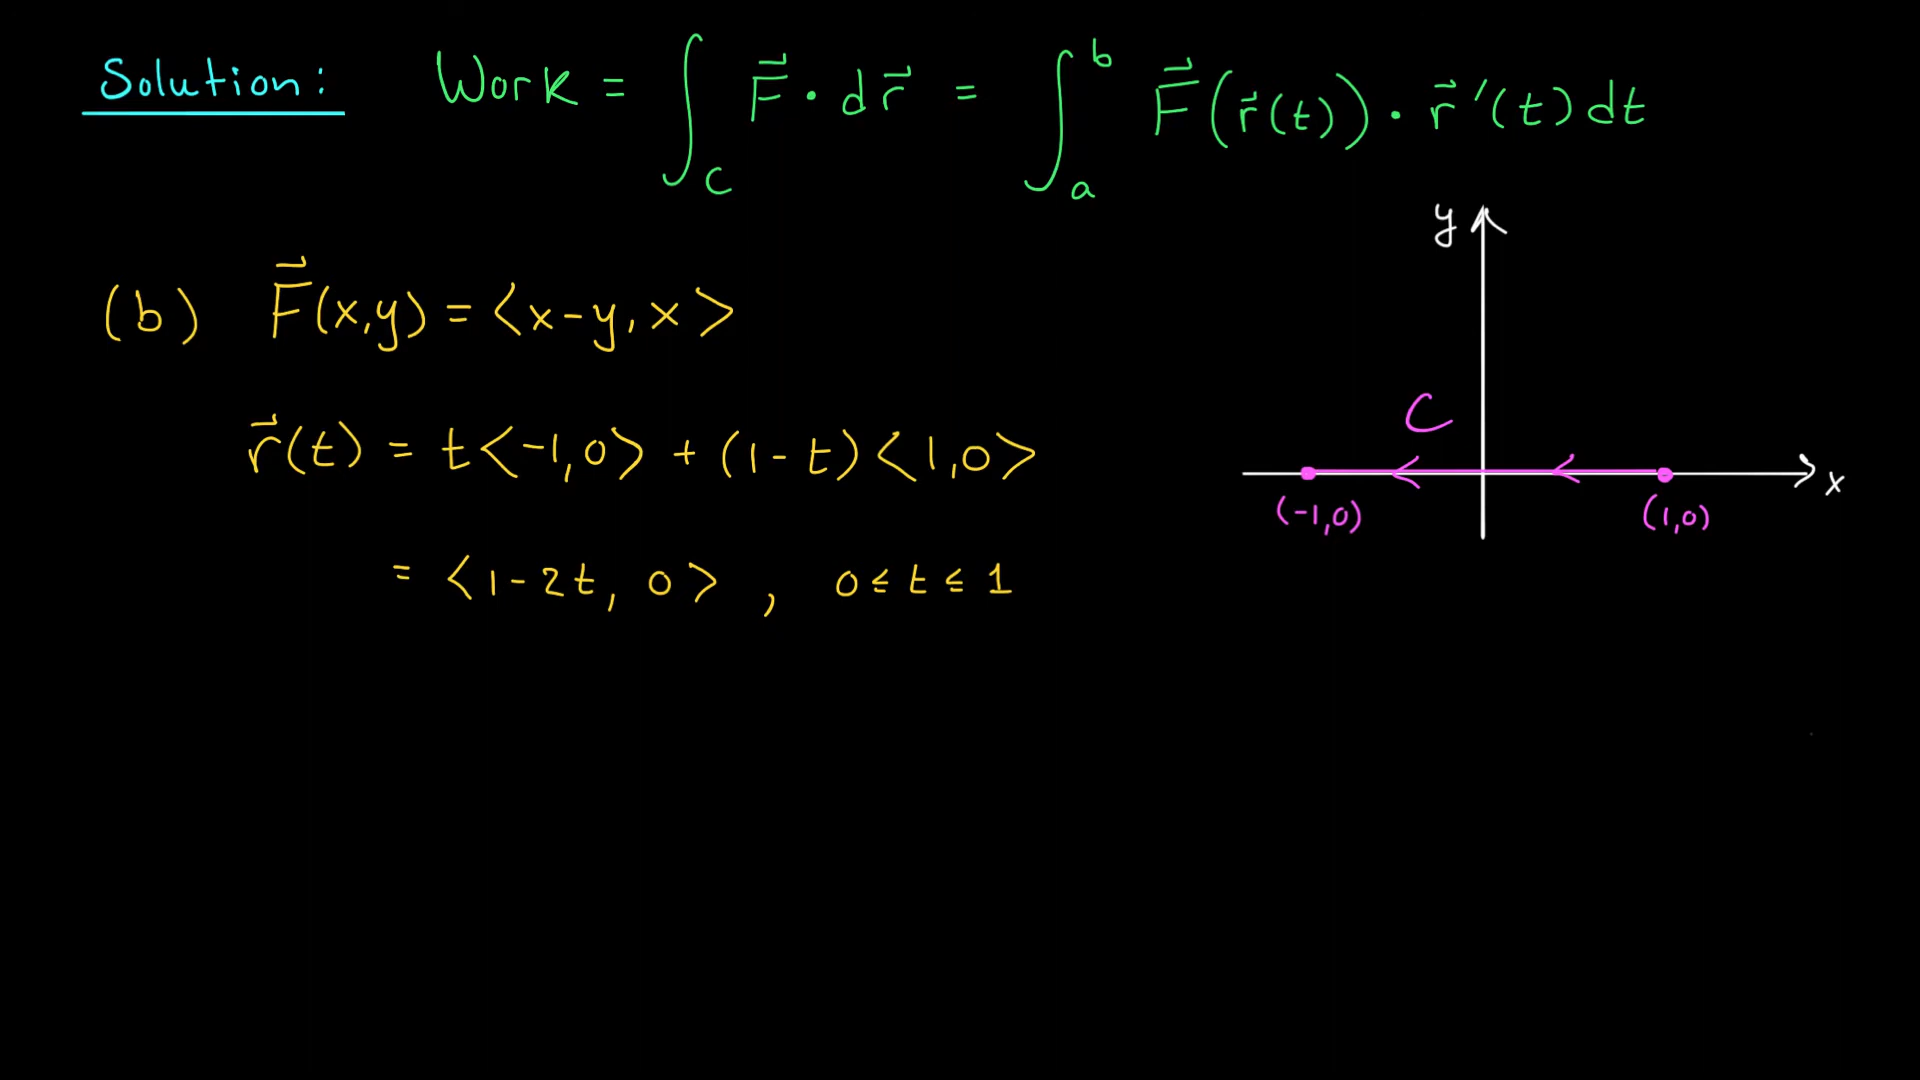 Solution: Work = ∫_C F⃗ · dr⃗ = ∫_a^b F⃗(r⃗(t)) · r⃗ '(t) dt
(b) F⃗(x,y) = <x-y, x>
r⃗(t) = t<-1,0> + (1-t)<1,0>
= <1-2t, 0> , 0 ≤ t ≤ 1
y
C
x
(-1,0) (1,0)